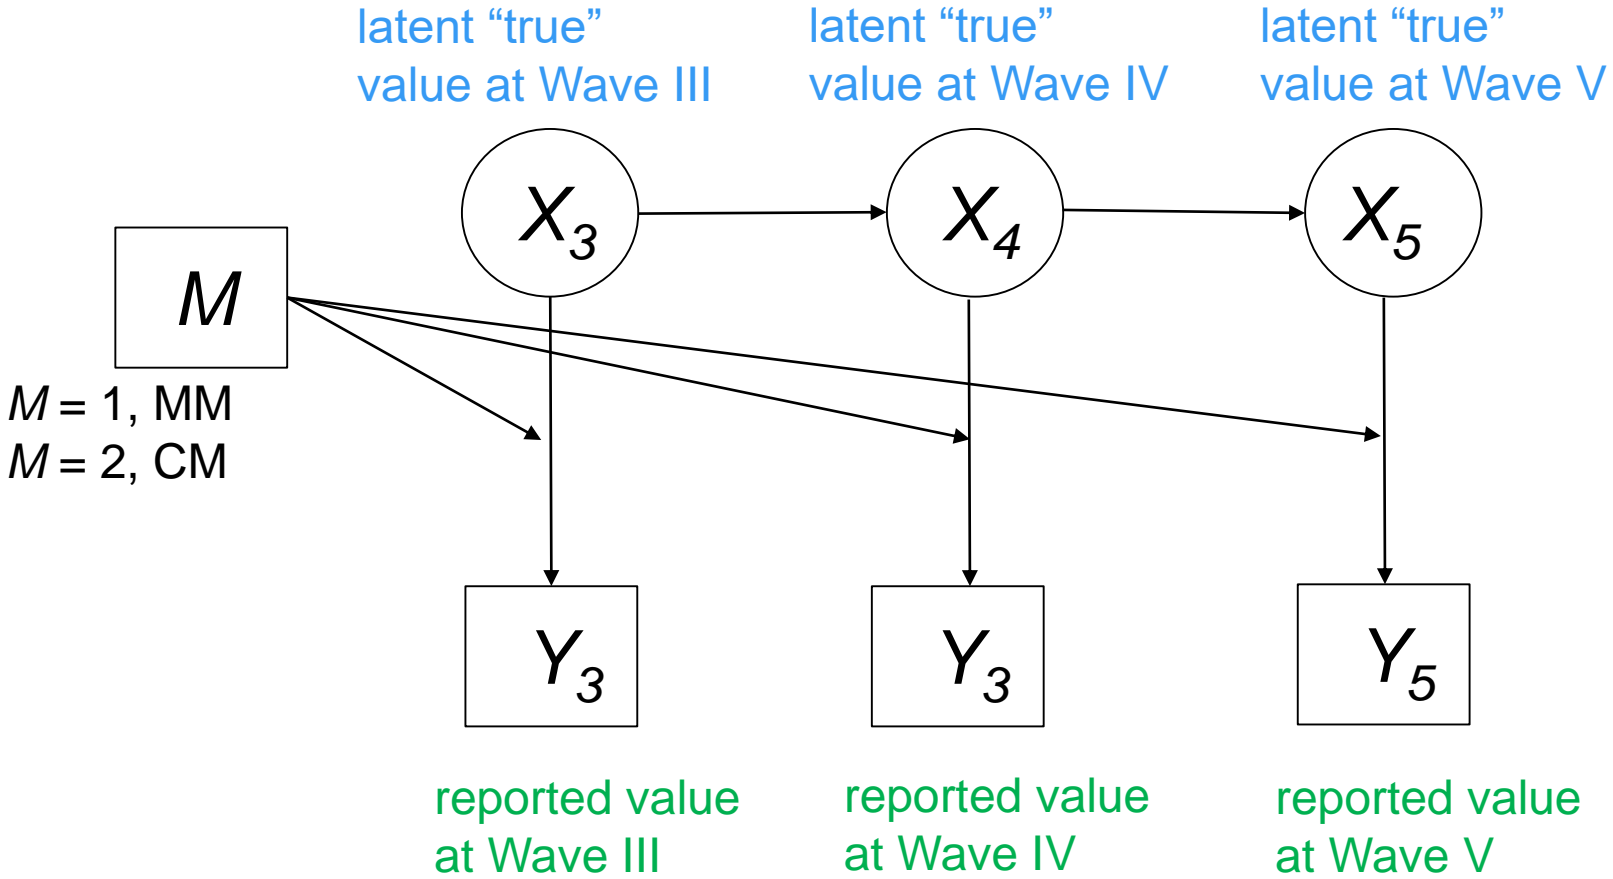 latent “true”
value at Wave III
latent “true”
value at Wave IV
latent “true”
value at Wave V
X3
X4
X5
M
M = 1, MM
M = 2, CM
Y3
Y3
Y5
reported value
at Wave III
reported value
at Wave IV
reported value
at Wave V